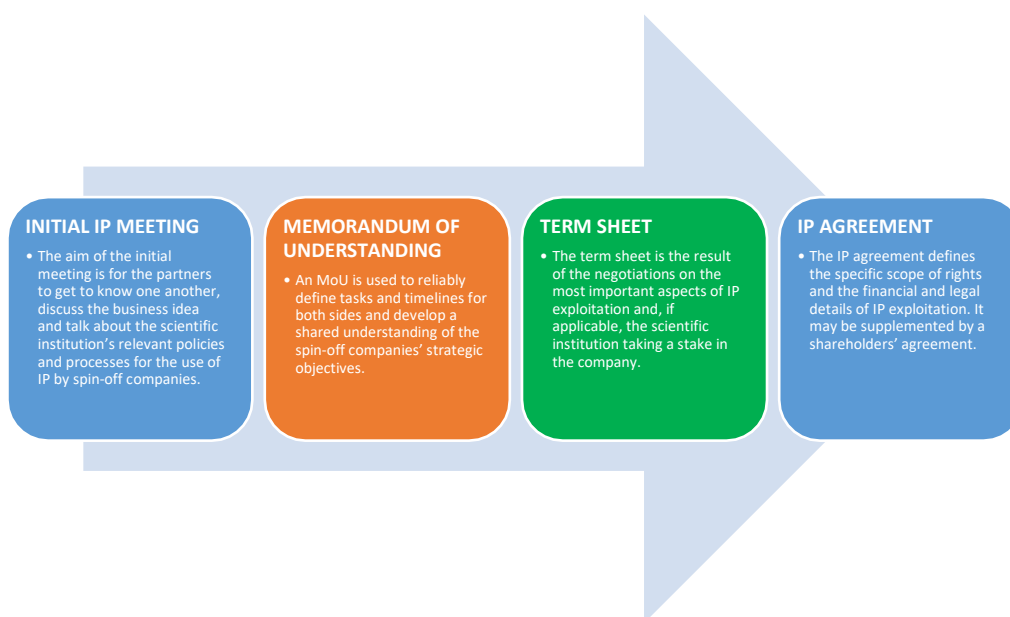 INITIAL IP MEETING
• The aim of the initial
meeting is for the partners
to get to know one another,
discuss the business idea
and talk about the scientific
institution's relevant policies
and processes for the use of
IP by spin-off companies.
MEMORANDUM OF
UNDERSTANDING
• An MoU is used to reliably
define tasks and timelines for
both sides and develop a
shared understanding of the
spin-off companies' strategic
objectives.
TERM SHEET
• The term sheet is the result
of the negotiations on the
most important aspects of IP
exploitation and, if
applicable, the scientific
institution taking a stake in
the company.
IP AGREEMENT
• The IP agreement defines
the specific scope of rights
and the financial and legal
details of IP exploitation. It
may be supplemented by a
shareholders' agreement.